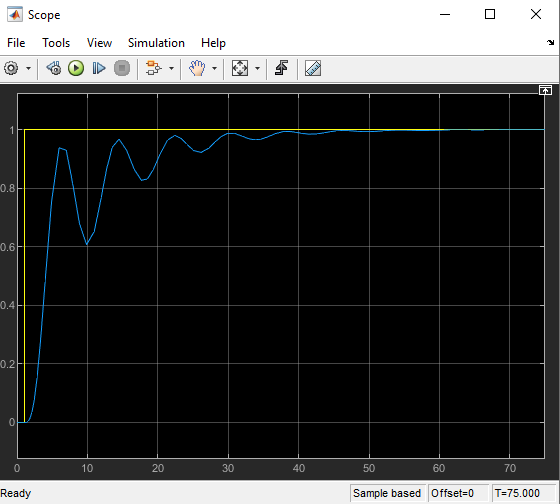 Scope
File Tools View Simulation Help
1
0.8
0.6
0.4
0.2
0
0 10 20 30 40 50 60 70
Ready Sample based Offset=0 T=75.000